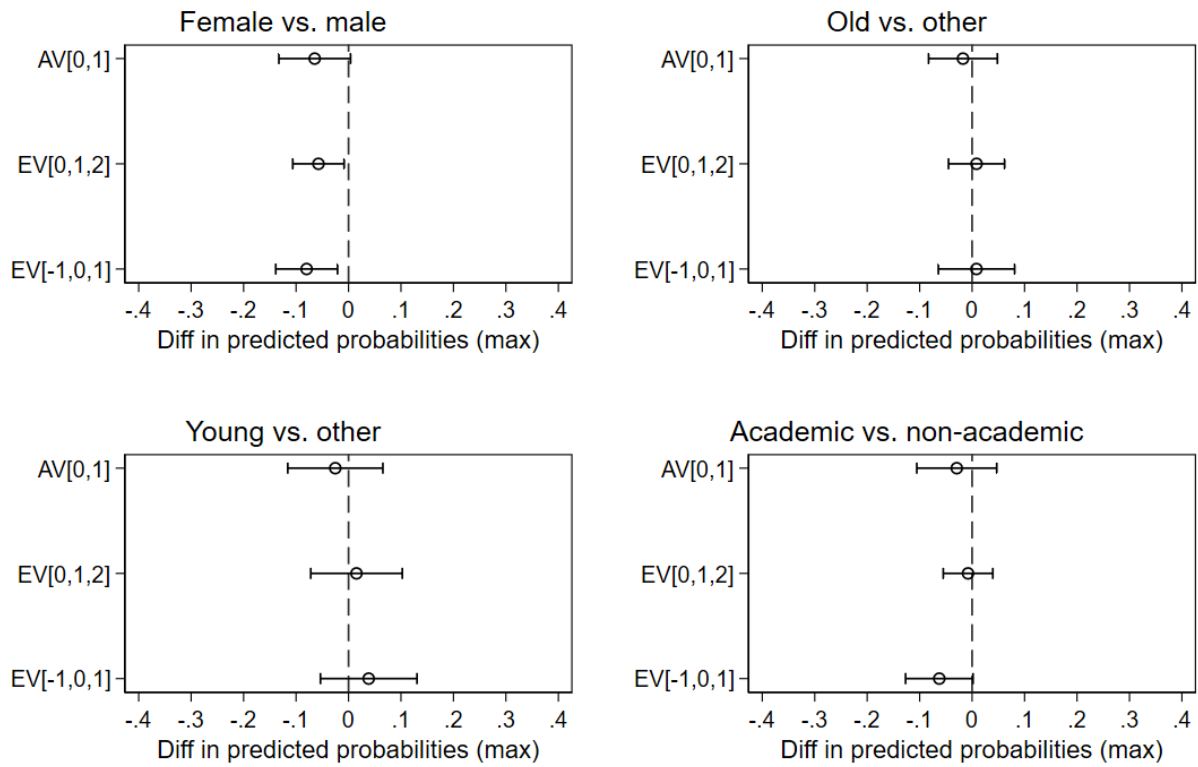 Female vs. male
AV[0,1]
EV[0,1,2]
EV[-1,0,1]
-.4 -.3 -.2 -.1 0 .1 .2 .3 .4
Diff in predicted probabilities (max)
Old vs. other
AV[0,1]
EV[0,1,2]
EV[-1,0,1]
-.4 -.3 -.2 -.1 0 .1 .2 .3 .4
Diff in predicted probabilities (max)
Young vs. other
AV[0,1]
EV[0,1,2]
EV[-1,0,1]
-.4 -.3 -.2 -.1 0 .1 .2 .3 .4
Diff in predicted probabilities (max)
Academic vs. non-academic
AV[0,1]
EV[0,1,2]
EV[-1,0,1]
-.4 -.3 -.2 -.1 0 .1 .2 .3 .4
Diff in predicted probabilities (max)